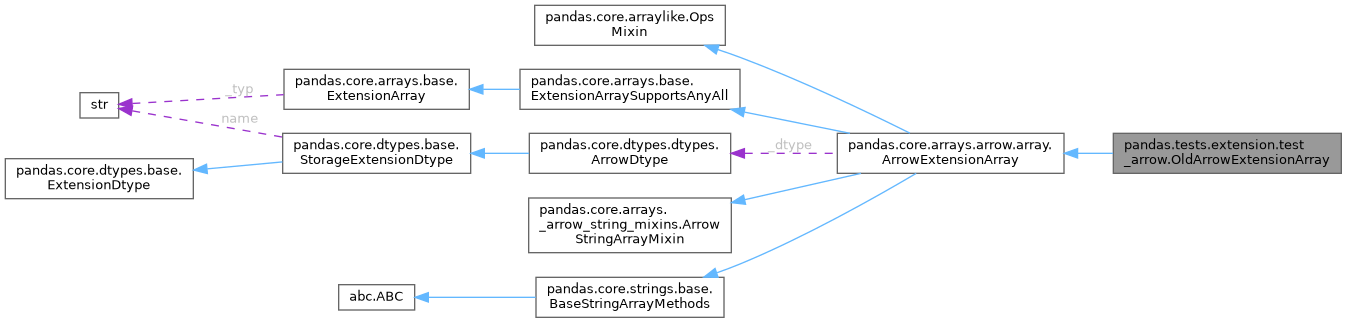 pandas.core.arraylike.Ops
Mixin
pandas.core.arrays.base.
ExtensionArray
pandas.core.arrays.base.
ExtensionArraySupportsAnyAll
_typ
str
name
pandas.core.dtypes.base.
StorageExtensionDtype
pandas.core.dtypes.dtypes.
ArrowDtype
_dtype
pandas.core.arrays.arrow.array.
ArrowExtensionArray
pandas.tests.extension.test
_arrow.OldArrowExtensionArray
pandas.core.dtypes.base.
ExtensionDtype
pandas.core.arrays.
_arrow_string_mixins.Arrow
StringArrayMixin
abc.ABC
pandas.core.strings.base.
BaseStringArrayMethods